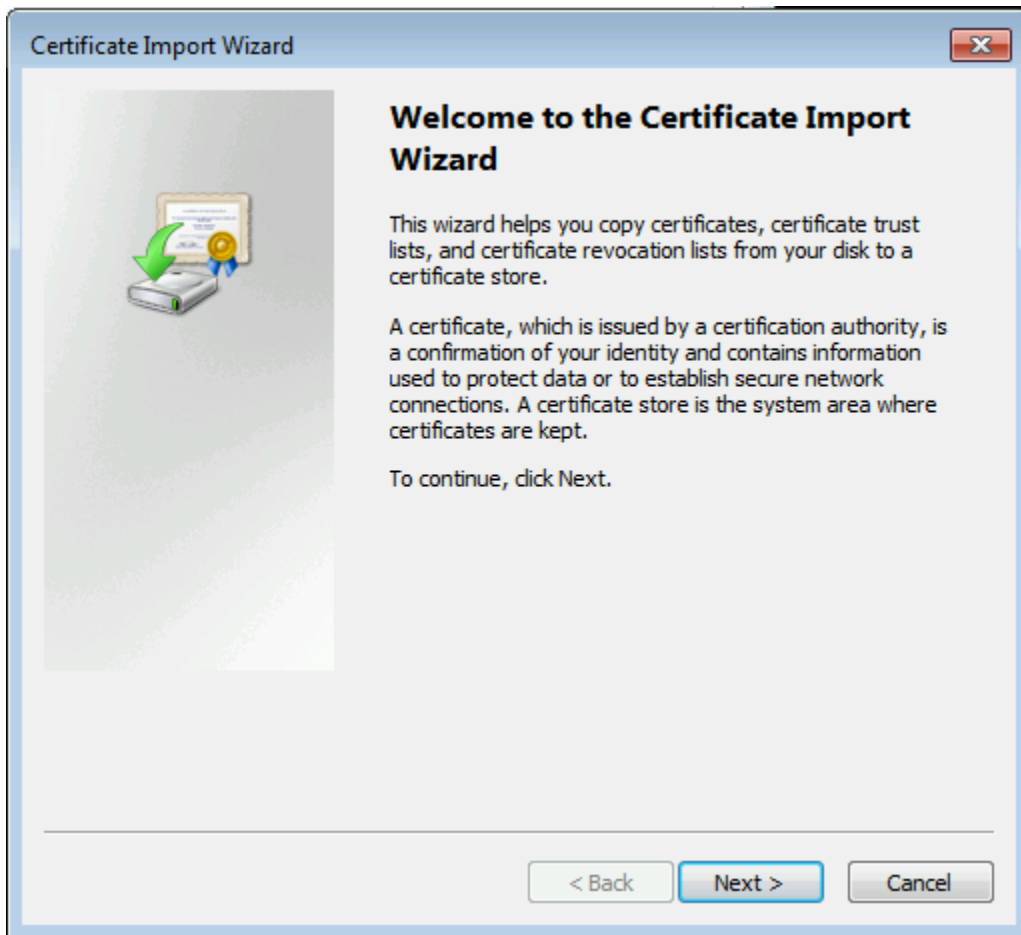 Certificate Import Wizard
Welcome to the Certificate Import
Wizard
This wizard helps you copy certificates, certificate trust
lists, and certificate revocation lists from your disk to a
certificate store.
A certificate, which is issued by a certification authority, is
a confirmation of your identity and contains information
used to protect data or to establish secure network
connections. A certificate store is the system area where
certificates are kept.
To continue, click Next.
< Back
Next >
Cancel